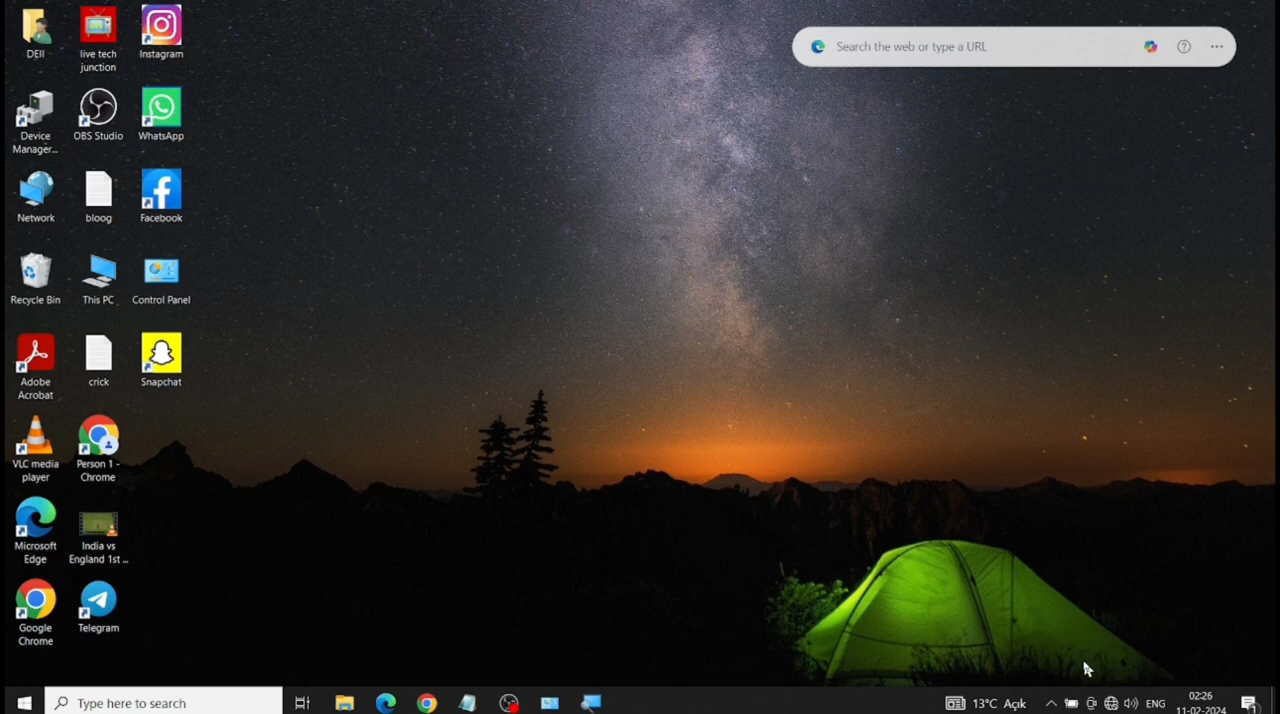 DEII
live tech
junction
Instagram
Search the web or type a URL
Device
Manager...
OBS Studio
WhatsApp
Network
bloog
Facebook
Recycle Bin
This PC
Control Panel
Adobe
Acrobat
crick
Snapchat
VLC media
player
Person 1 -
Chrome
Microsoft
Edge
India vs
England 1st ...
Google
Chrome
Telegram
Type here to search
13°C Açık
ENG
02:26
11-02-2024
1